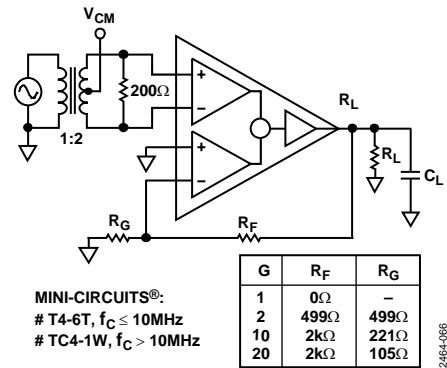 V_CM
+
200Ω
–
R_L
1:2
+
–
R_L
C_L
R_G
R_F
MINI-CIRCUITS®:
# T4-6T, f_C ≤ 10MHz
# TC4-1W, f_C > 10MHz
G R_F R_G
1 0Ω –
2 499Ω 499Ω
10 2kΩ 221Ω
20 2kΩ 105Ω
2464-066